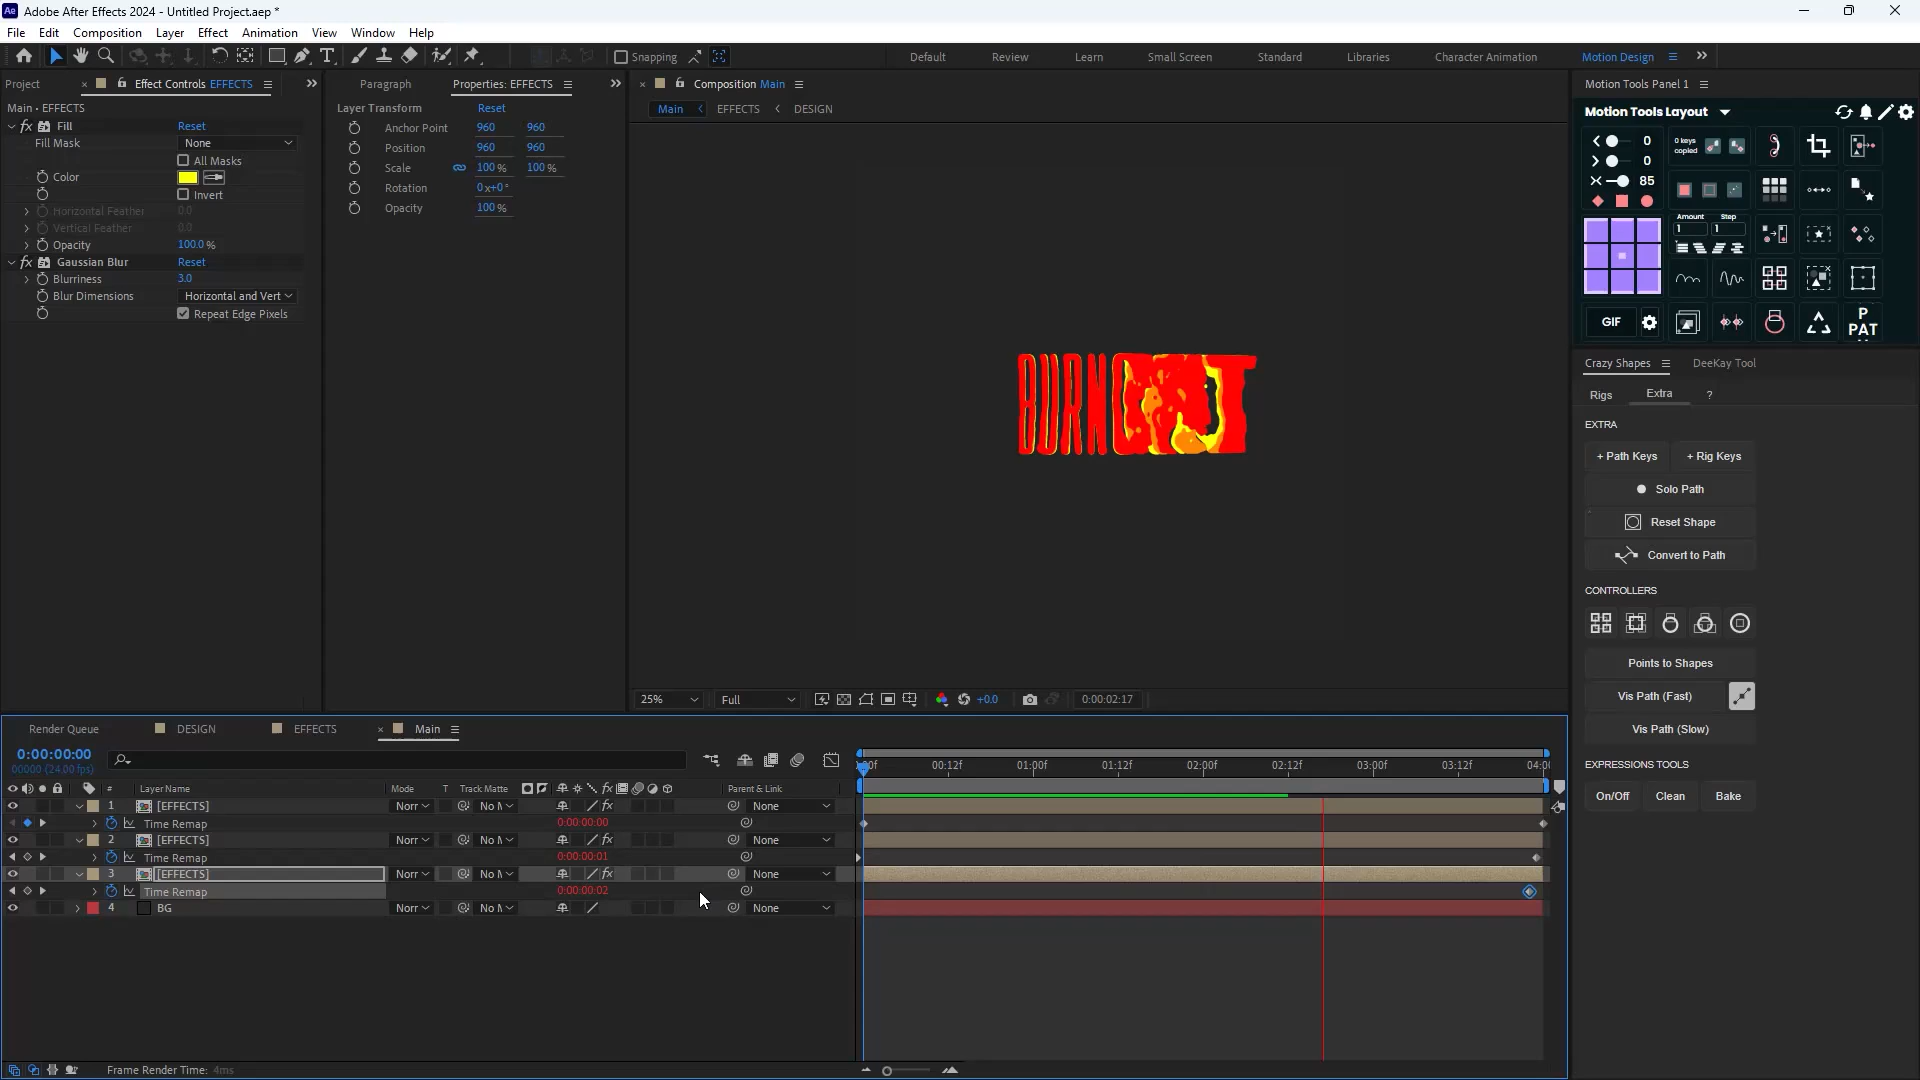 Adobe After Effects 2024 - Untitled Project.aep *
File Edit Composition Layer Effect Animation View Window Help
Snapping
Default Review Learn Small Screen Standard Libraries Character Animation Motion Design
Project Effect Controls EFFECTS
Main • EFFECTS
Fill Reset
Fill Mask None
All Masks
Color
Invert
Horizontal Feather 0.0
Vertical Feather 0.0
Opacity 100.0 %
Gaussian Blur Reset
Blurriness 3.0
Blur Dimensions Horizontal and Vert
Repeat Edge Pixels
Paragraph Properties: EFFECTS
Layer Transform Reset
Anchor Point 960 960
Position 960 960
Scale 100 % 100 %
Rotation 0x+0°
Opacity 100 %
Composition Main
Main EFFECTS DESIGN
BURNOUT
25% Full +0.0 0:00:02:17
Motion Tools Panel 1
Motion Tools Layout
0
0
85
0 keys
copied
Amount Step
1 1
GIF
P
PAT
Crazy Shapes DeeKay Tool
Rigs Extra ?
EXTRA
+ Path Keys + Rig Keys
Solo Path
Reset Shape
Convert to Path
CONTROLLERS
Points to Shapes
Vis Path (Fast)
Vis Path (Slow)
EXPRESSIONS TOOLS
On/Off Clean Bake
Render Queue DESIGN EFFECTS Main
0:00:00:00
00000 (24.00 fps)
:00f 00:12f 01:00f 01:12f 02:00f 02:12f 03:00f 03:12f 04:0
# Layer Name Mode T Track Matte Parent & Link
1 [EFFECTS] Norr No M None
Time Remap 0:00:00:00
2 [EFFECTS] Norr No M None
Time Remap 0:00:00:01
3 [EFFECTS] Norr No M None
Time Remap 0:00:00:02
4 BG Norr No M None
Frame Render Time: 4ms